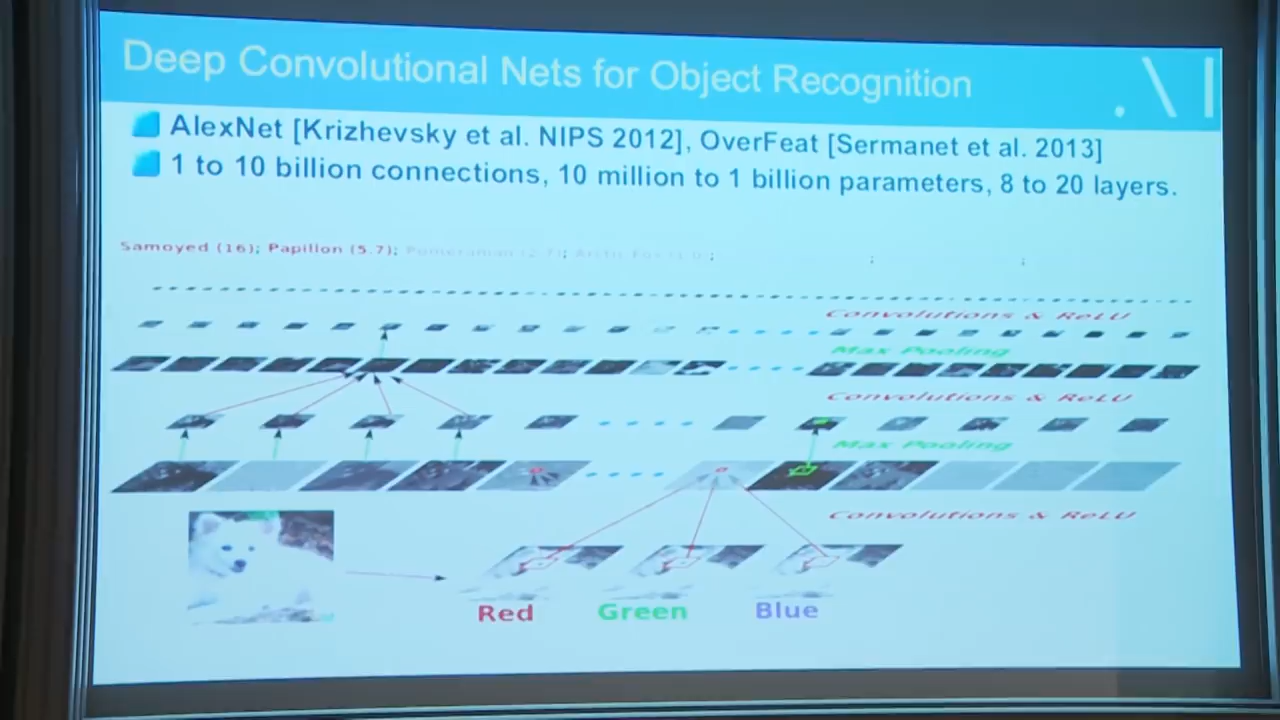 Deep Convolutional Nets for Object Recognition
AlexNet [Krizhevsky et al. NIPS 2012], OverFeat [Sermanet et al. 2013]
1 to 10 billion connections, 10 million to 1 billion parameters, 8 to 20 layers.
Samoyed (16); Papillon (5.7); Pomeranian (2.7); Arctic Fox (1.0);
Convolutions & ReLU
Max Pooling
Convolutions & ReLU
Max Pooling
Convolutions & ReLU
Red Green Blue